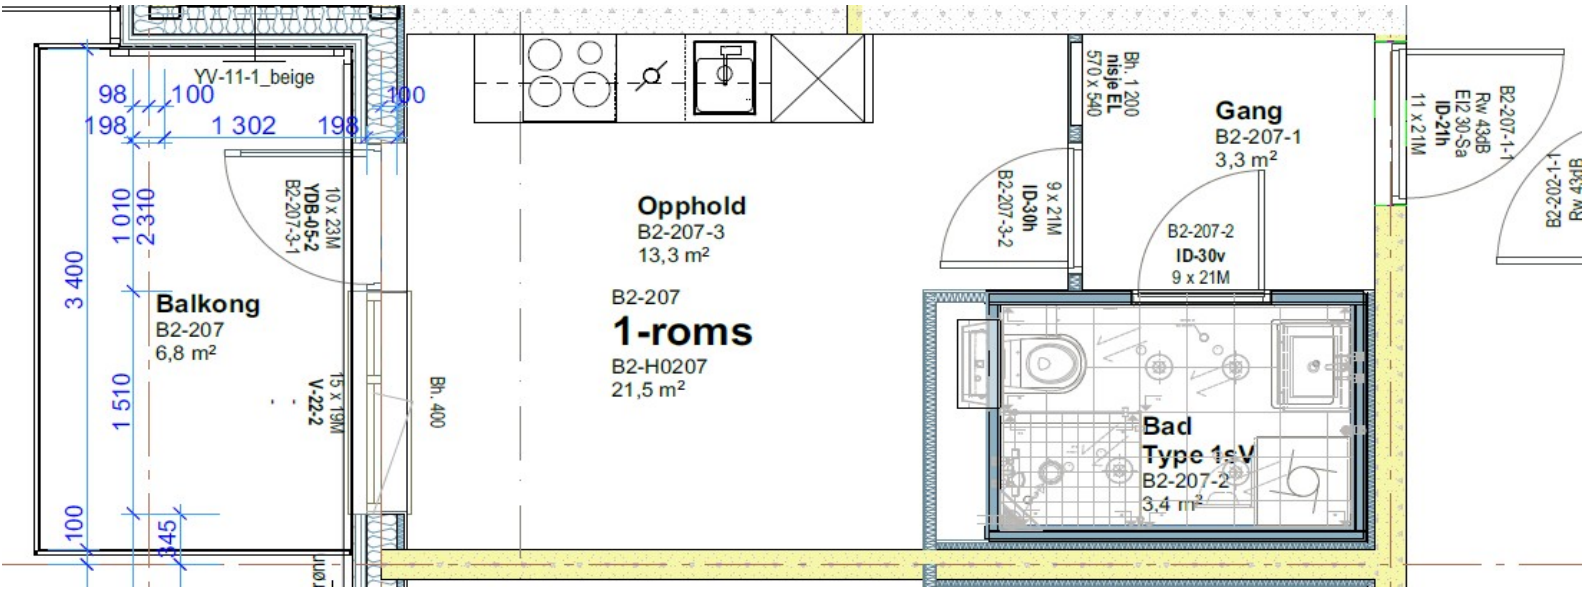 YV-11-1_beige
98
100
100
198
1 302
198
1 010
2 310
3 400
1 510
100
345
10 x 23M
YDB-05-2
B2-207-3-1
Balkong
B2-207
6,8 m²
15 x 19M
V-22-2
Bh. 400
Opphold
B2-207-3
13,3 m²
B2-207
1-roms
B2-H0207
21,5 m²
Bh. 1 200
nisje EL
570 x 540
Gang
B2-207-1
3,3 m²
9 x 21M
ID-30h
B2-207-3-2
B2-207-2
ID-30v
9 x 21M
B2-207-1-1
Rw 43dB
EI2 30-Sa
ID-21h
11 x 21M
B2-202-1-1
Rw 43dB
Bad
Type 1sV
B2-207-2
3,4 m²